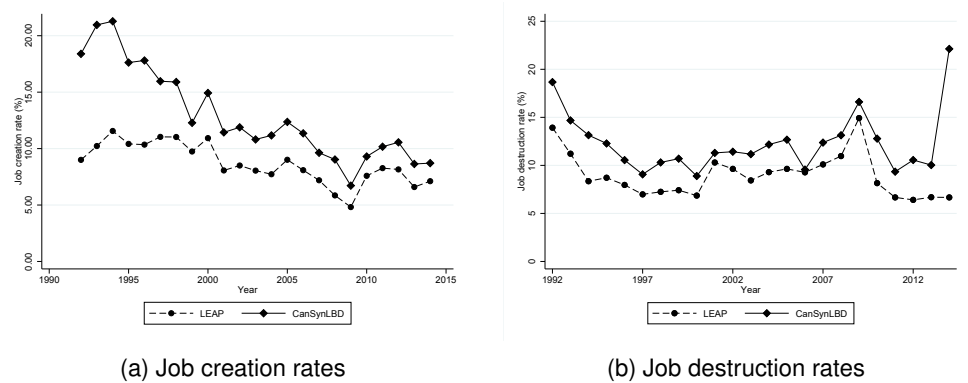 Job creation rate (%)
20.00
15.00
10.00
5.00
0.00
1990 1995 2000 2005 2010 2015
Year
LEAP CanSynLBD
(a) Job creation rates
Job destruction rate (%)
25
20
15
10
5
0
1992 1997 2002 2007 2012
Year
LEAP CanSynLBD
(b) Job destruction rates